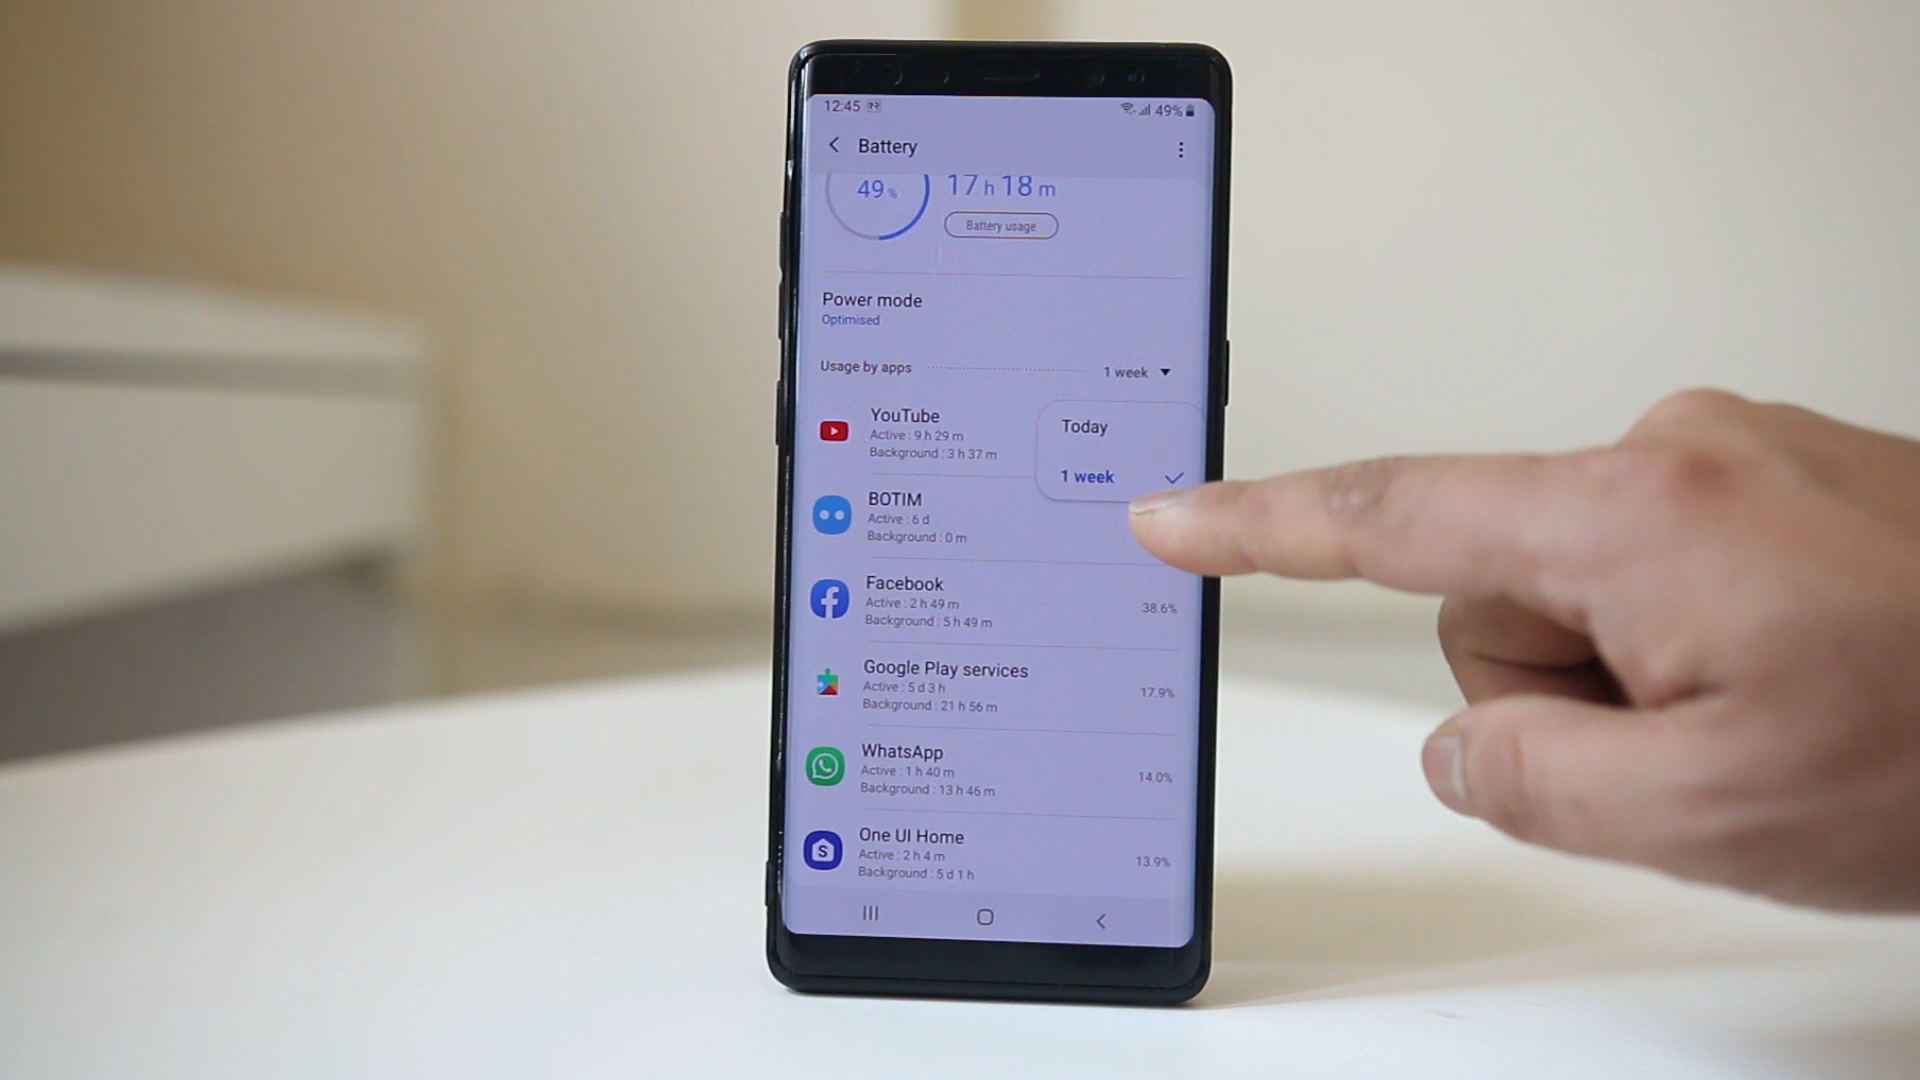 12:45 49%
Battery
49% 17 h 18 m
Battery usage
Power mode
Optimised
Usage by apps 1 week
YouTube
Active : 9 h 29 m
Background : 3 h 37 m
Today
1 week
BOTIM
Active : 6 d
Background : 0 m
Facebook
Active : 2 h 49 m
Background : 5 h 49 m
38.6%
Google Play services
Active : 5 d 3 h
Background : 21 h 56 m
17.9%
WhatsApp
Active : 1 h 40 m
Background : 13 h 46 m
14.0%
One UI Home
Active : 2 h 4 m
Background : 5 d 1 h
13.9%